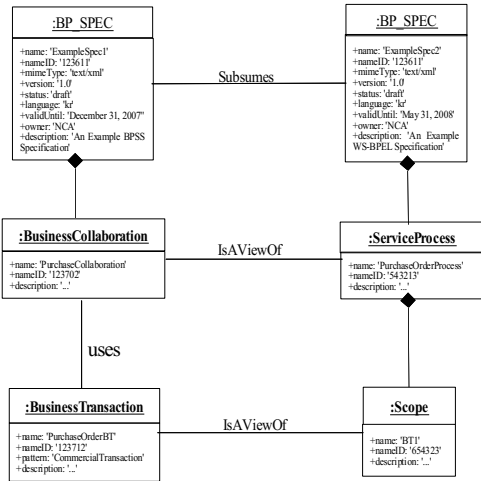 :BP_SPEC
+name: 'ExampleSpec1'
+nameID: '123611'
+mimeType: 'text/xml'
+version: '1.0'
+status: 'draft'
+language: 'kr'
+validUntil: "December 31, 2007"
+owner: 'NCA'
+description: 'An Example BPSS
Specification'
Subsumes
:BP_SPEC
+name: 'ExampleSpec2'
+nameID: '123611'
+mimeType: 'text/xml'
+version: '1.0'
+status: 'draft'
+language: 'kr'
+validUntil: 'May 31, 2008'
+owner: 'NCA'
+description: 'An Example
WS-BPEL Specification'
:BusinessCollaboration
+name: 'PurchaseCollaboration'
+nameID: '123702'
+description: '...'
IsAViewOf
:ServiceProcess
+name: 'PurchaseOrderProcess'
+nameID: '543213'
+description: '...'
uses
:BusinessTransaction
+name: 'PurchaseOrderBT'
+nameID: '123712'
+pattern: 'CommercialTransaction'
+description: '...'
IsAViewOf
:Scope
+name: 'BT1'
+nameID: '654323'
+description: '...'